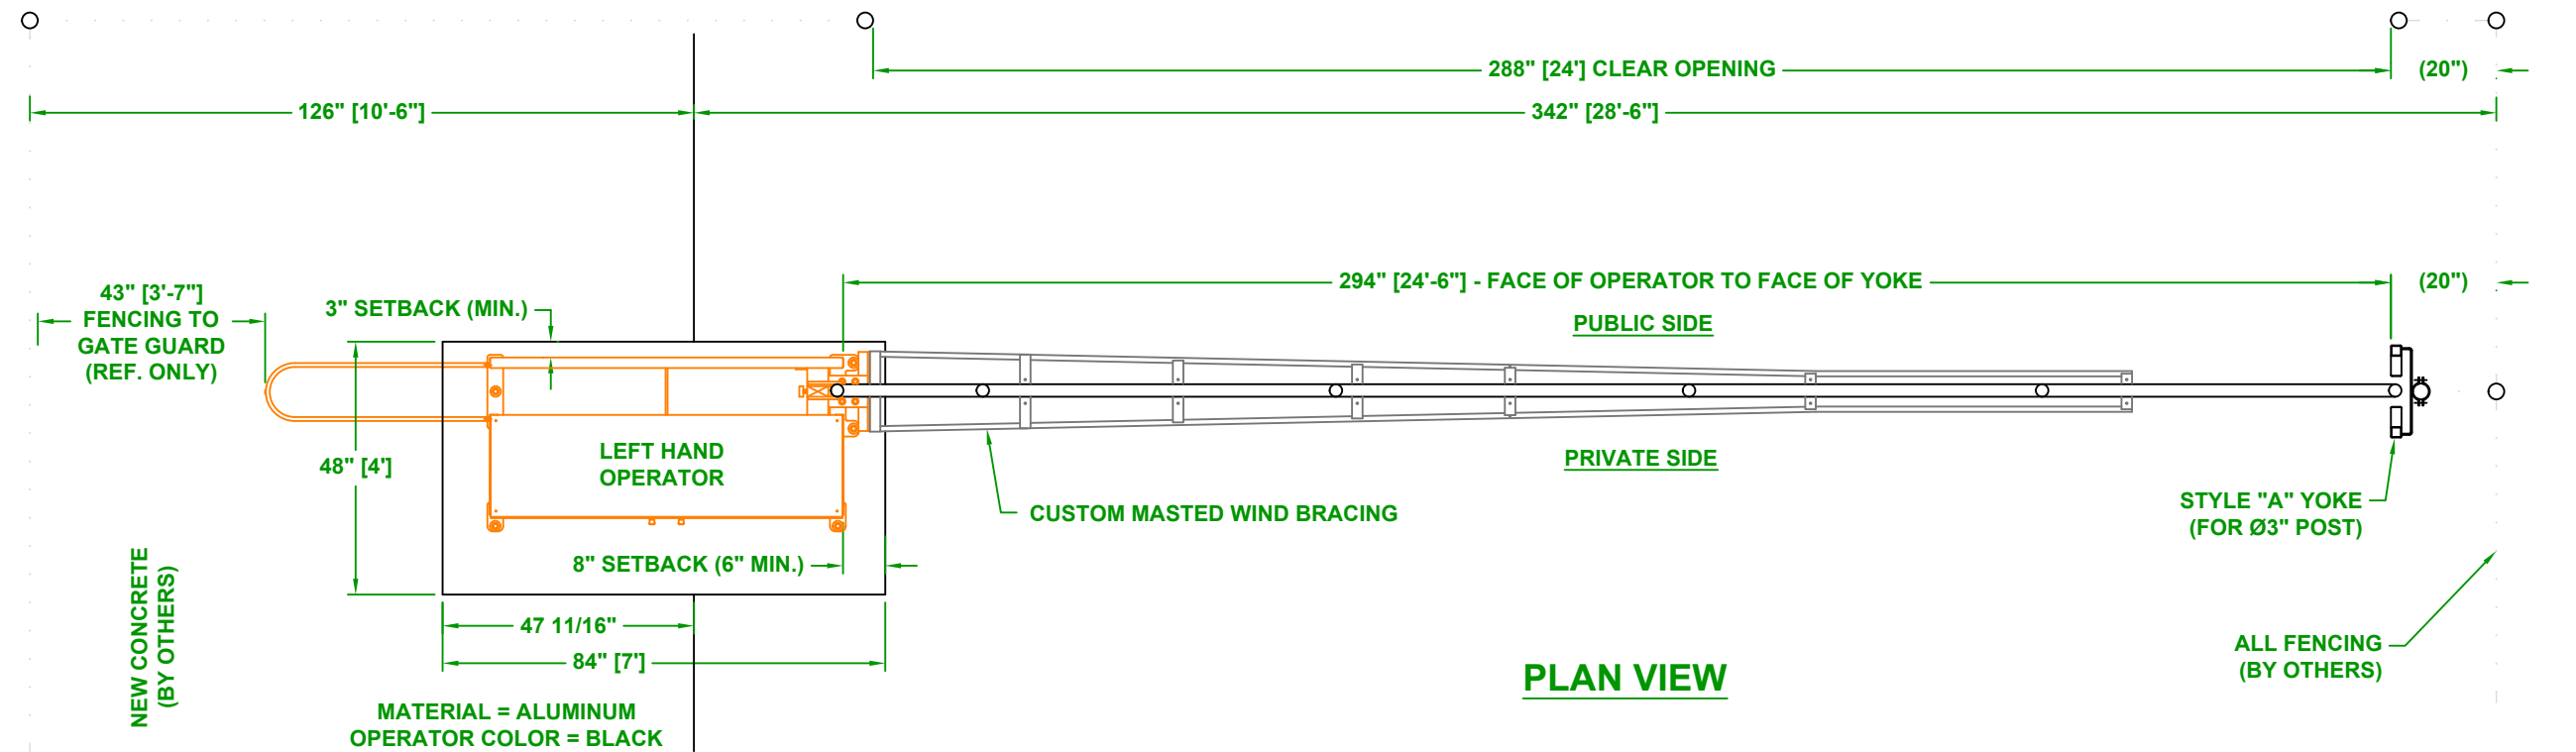 288" [24'] CLEAR OPENING
(20")
126" [10'-6"]
342" [28'-6"]
294" [24'-6"] - FACE OF OPERATOR TO FACE OF YOKE
(20")
43" [3'-7"]
FENCING TO
GATE GUARD
(REF. ONLY)
3" SETBACK (MIN.)
PUBLIC SIDE
48" [4']
LEFT HAND
OPERATOR
PRIVATE SIDE
CUSTOM MASTED WIND BRACING
STYLE "A" YOKE
(FOR Ø3" POST)
8" SETBACK (6" MIN.)
NEW CONCRETE
(BY OTHERS)
47 11/16"
84" [7']
ALL FENCING
(BY OTHERS)
PLAN VIEW
MATERIAL = ALUMINUM
OPERATOR COLOR = BLACK